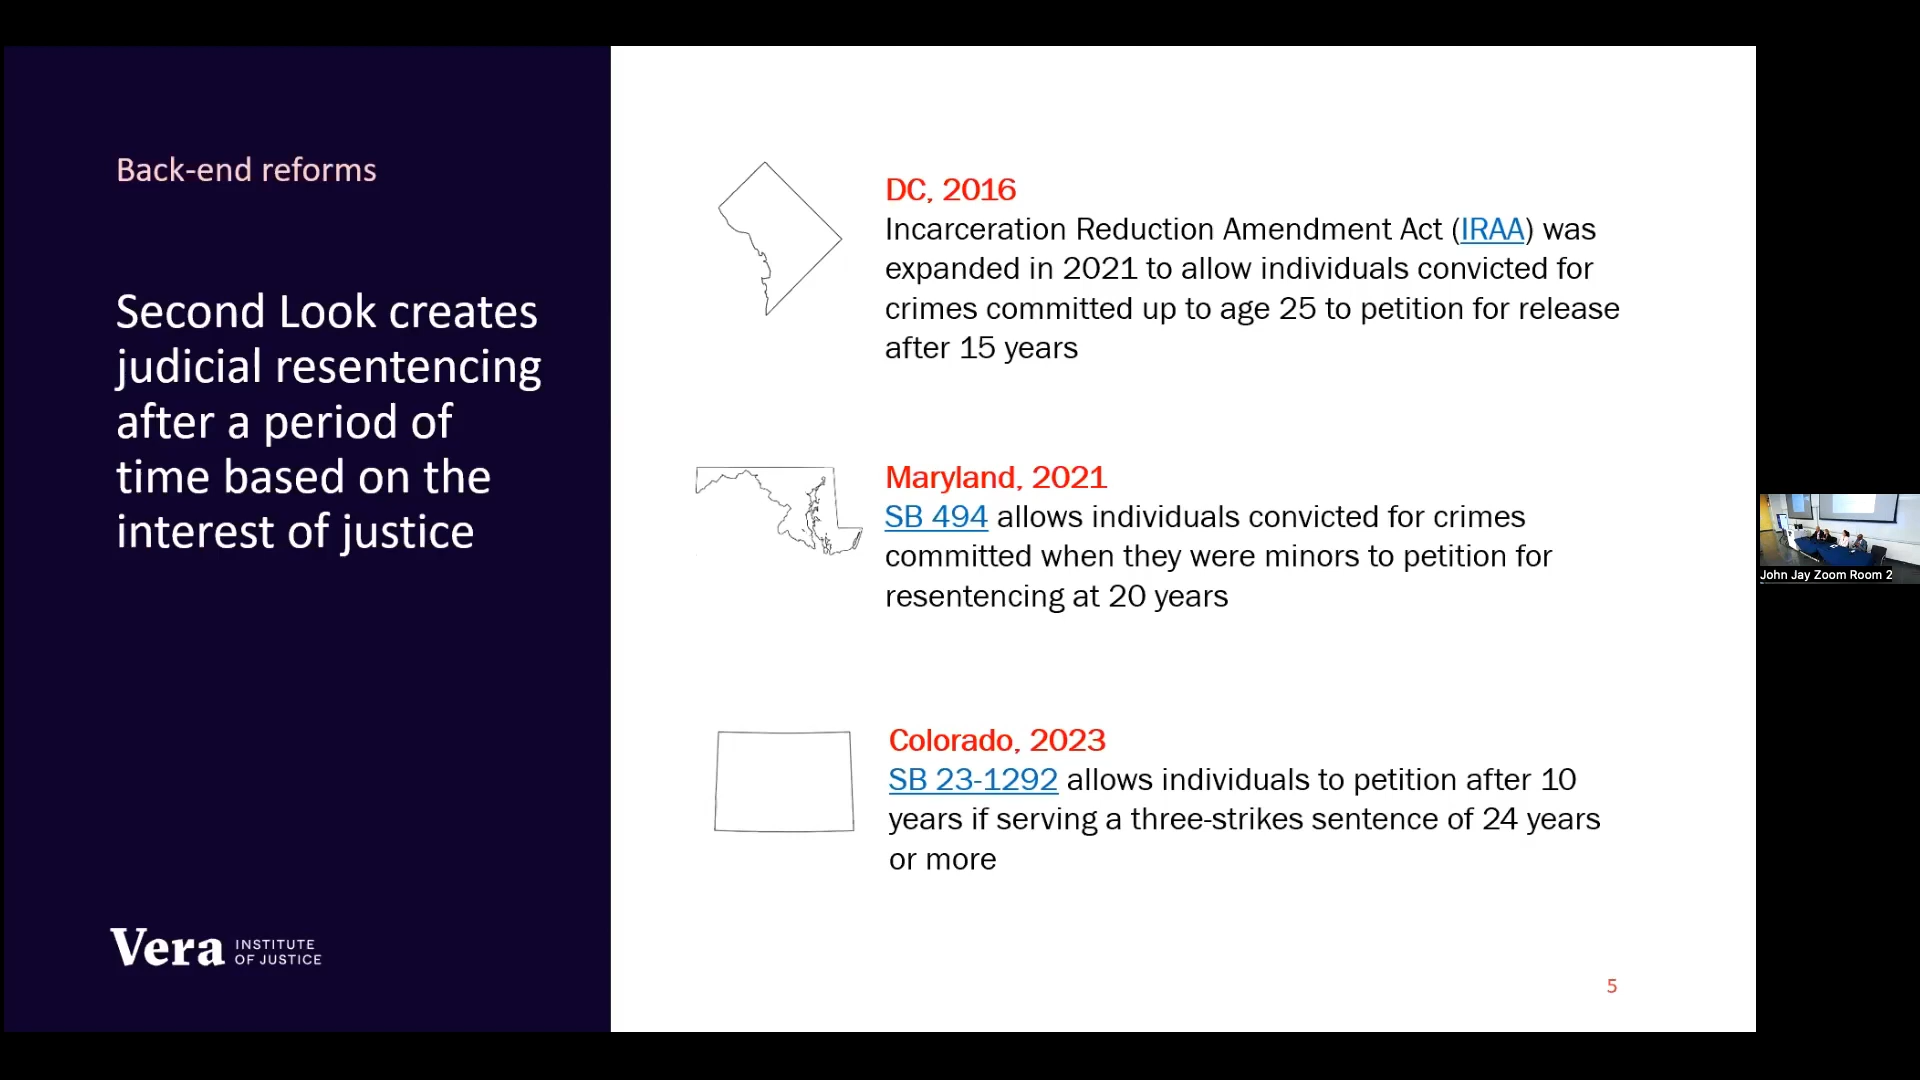 Back-end reforms
Second Look creates
judicial resentencing
after a period of
time based on the
interest of justice
Vera INSTITUTE
OF JUSTICE
DC, 2016
Incarceration Reduction Amendment Act (IRAA) was
expanded in 2021 to allow individuals convicted for
crimes committed up to age 25 to petition for release
after 15 years
Maryland, 2021
SB 494 allows individuals convicted for crimes
committed when they were minors to petition for
resentencing at 20 years
Colorado, 2023
SB 23-1292 allows individuals to petition after 10
years if serving a three-strikes sentence of 24 years
or more
5
John Jay Zoom Room 2